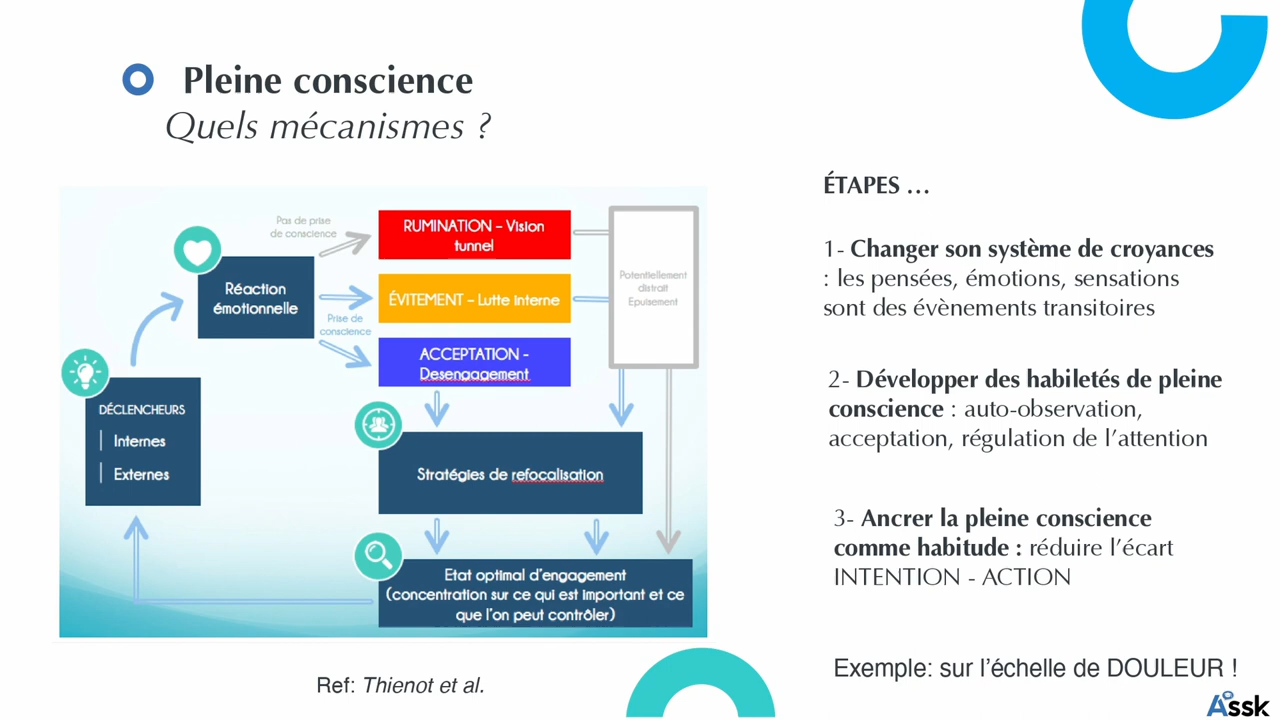 Pleine conscience
Quels mécanismes ?
Pas de prise
de conscience
RUMINATION – Vision
tunnel
Réaction
émotionnelle
ÉVITEMENT – Lutte interne
Prise de
conscience
ACCEPTATION -
Desengagement
Potentiellement
distrait
Epuisement
DÉCLENCHEURS
Internes
Externes
Stratégies de refocalisation
Etat optimal d'engagement
(concentration sur ce qui est important et ce
que l'on peut contrôler)
Ref: Thienot et al.
ÉTAPES …
1- Changer son système de croyances
: les pensées, émotions, sensations
sont des évènements transitoires
2- Développer des habiletés de pleine
conscience : auto-observation,
acceptation, régulation de l'attention
3- Ancrer la pleine conscience
comme habitude : réduire l'écart
INTENTION - ACTION
Exemple: sur l'échelle de DOULEUR !
Assk